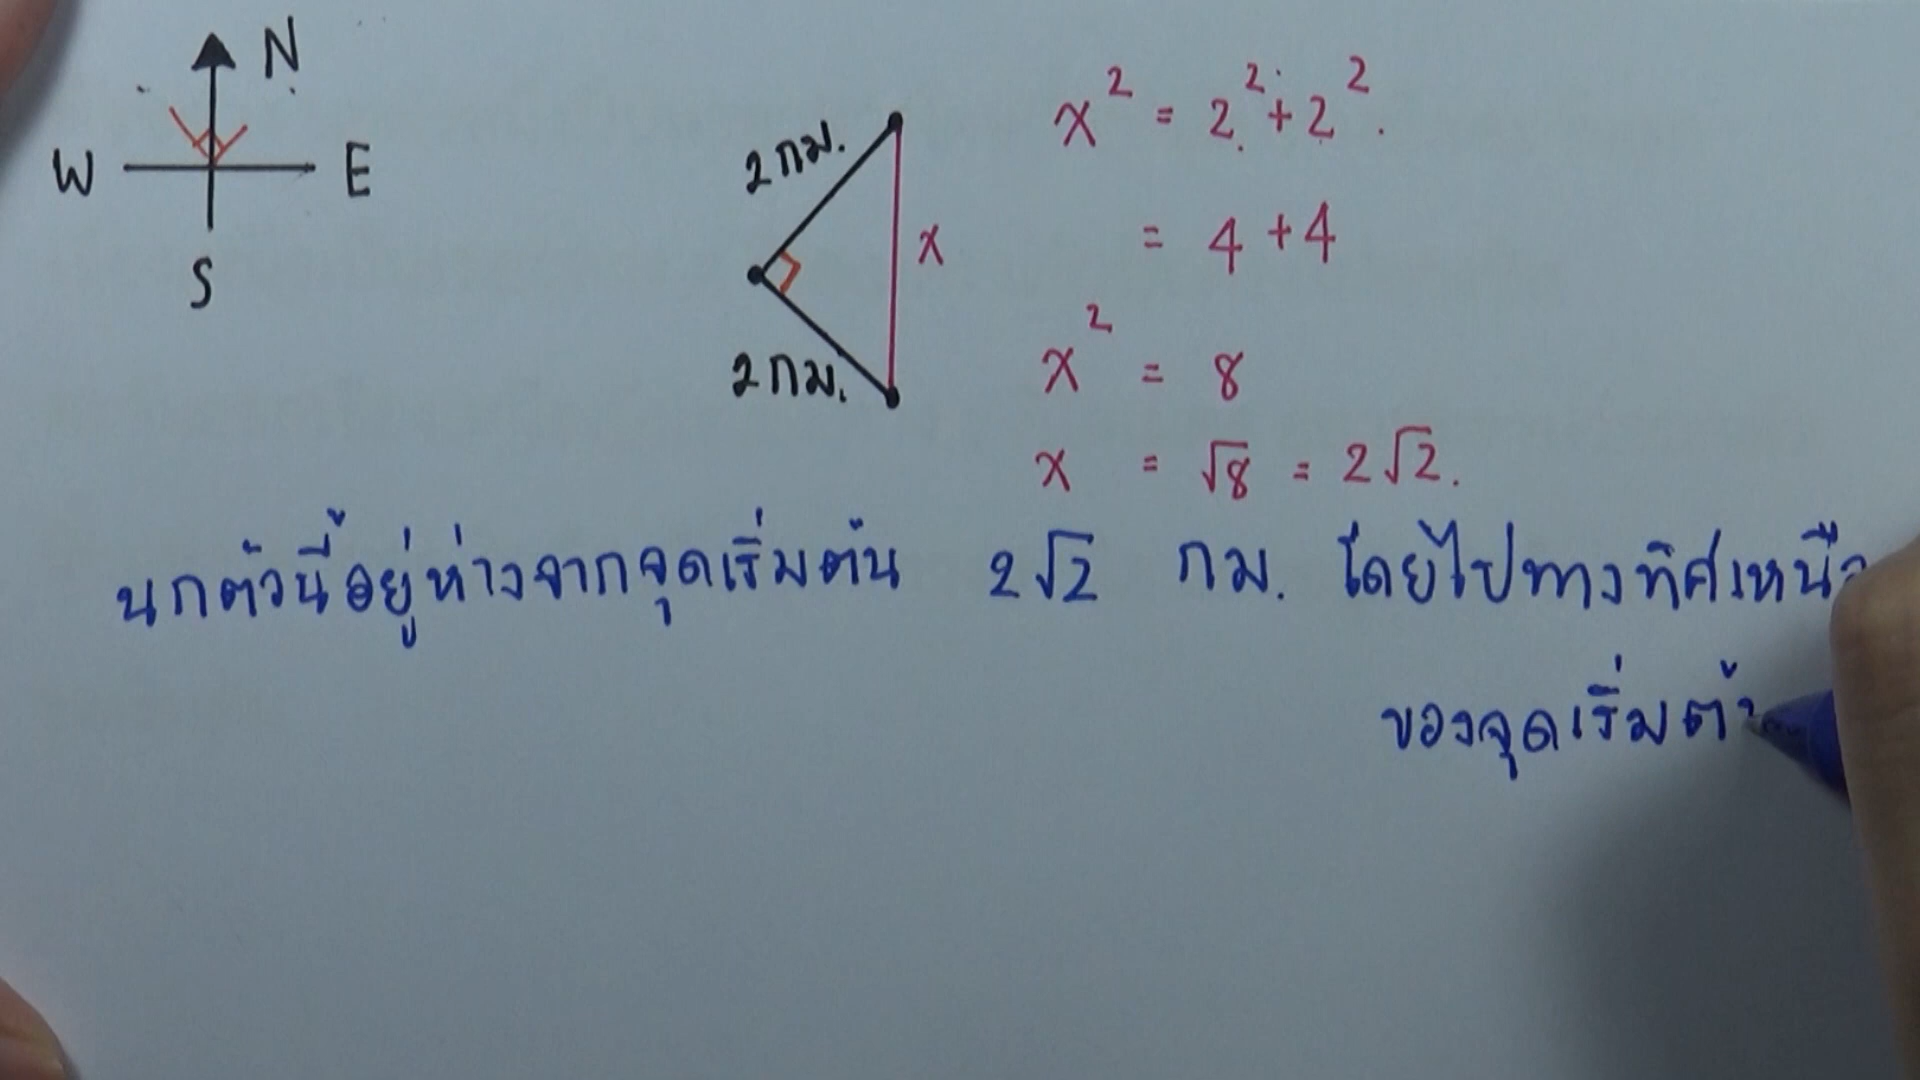 N
W E
S
2 กม.
x
2 กม.
x² = 2² + 2².
= 4 + 4
x² = 8
x = √8 = 2√2.
นกตัวนี้อยู่ห่างจากจุดเริ่มต้น 2√2 กม. โดยไปทางทิศเหนือ
ของจุดเริ่มต้